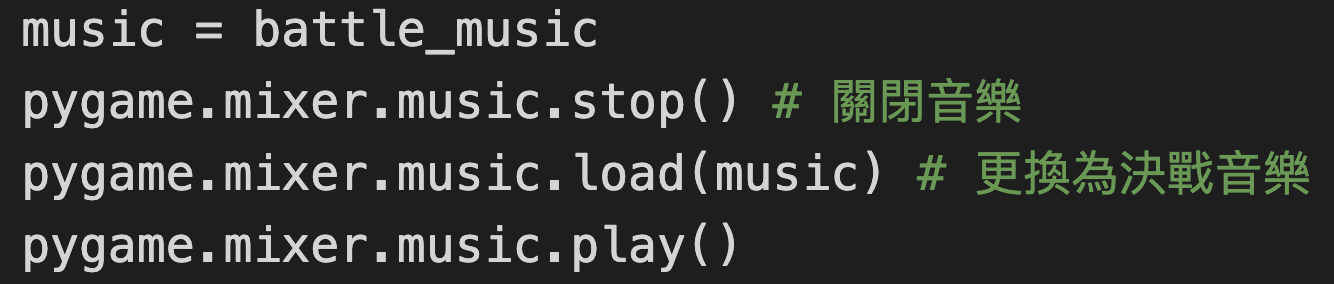 music = battle_music
pygame.mixer.music.stop() # 關閉音樂
pygame.mixer.music.load(music) # 更換為決戰音樂
pygame.mixer.music.play()